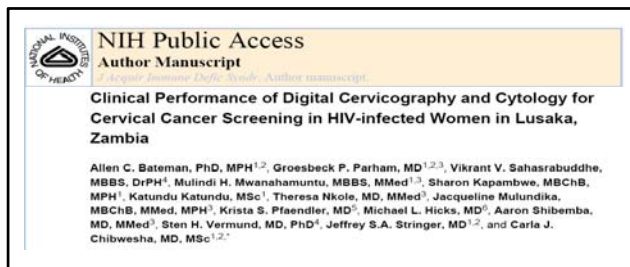 NATIONAL INSTITUTES OF HEALTH
NIH Public Access
Author Manuscript
J Acquir Immune Defic Syndr. Author manuscript.
Clinical Performance of Digital Cervicography and Cytology for
Cervical Cancer Screening in HIV-infected Women in Lusaka,
Zambia
Allen C. Bateman, PhD, MPH1,2, Groesbeck P. Parham, MD1,2,3, Vikrant V. Sahasrabuddhe,
MBBS, DrPH4, Mulindi H. Mwanahamuntu, MBBS, MMed1,3, Sharon Kapambwe, MBChB,
MPH1, Katundu Katundu, MSc1, Theresa Nkole, MD, MMed3, Jacqueline Mulundika,
MBChB, MMed, MPH3, Krista S. Pfaendler, MD5, Michael L. Hicks, MD6, Aaron Shibemba,
MD, MMed3, Sten H. Vermund, MD, PhD4, Jeffrey S.A. Stringer, MD1,2, and Carla J.
Chibwesha, MD, MSc1,2,*